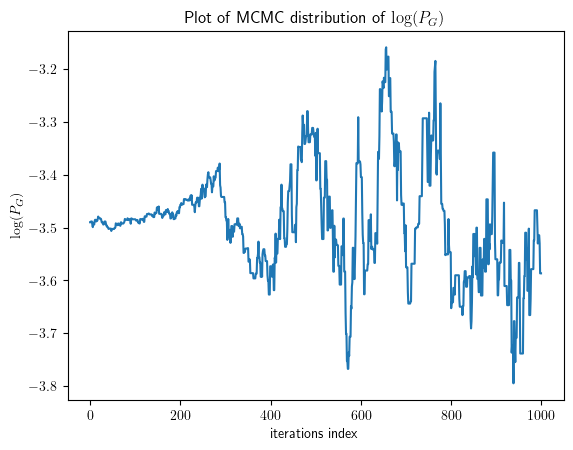 Plot of MCMC distribution of log(P_G)
log(P_G)
−3.2
−3.3
−3.4
−3.5
−3.6
−3.7
−3.8
0 200 400 600 800 1000
iterations index